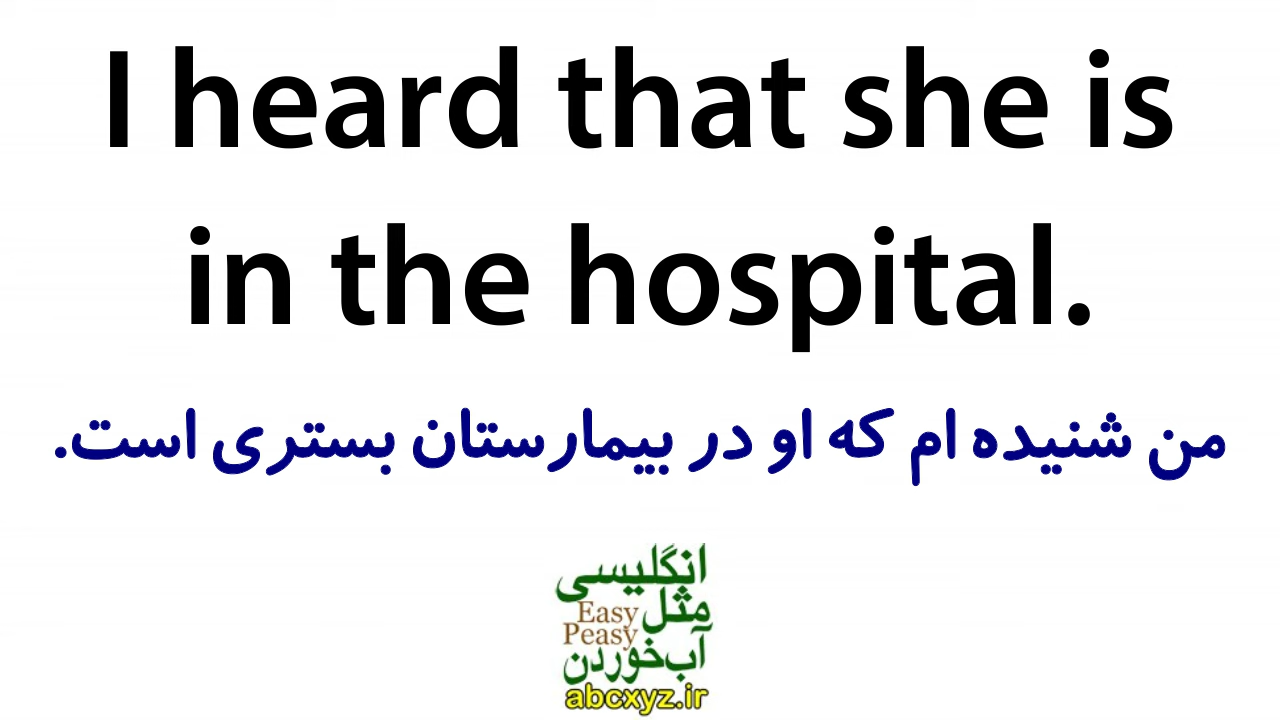 I heard that she is
in the hospital.
من شنیده ام که او در بیمارستان بستری است.
انگلیسی
مثل
Easy
Peasy
آب‌خوردن
abcxyz.ir